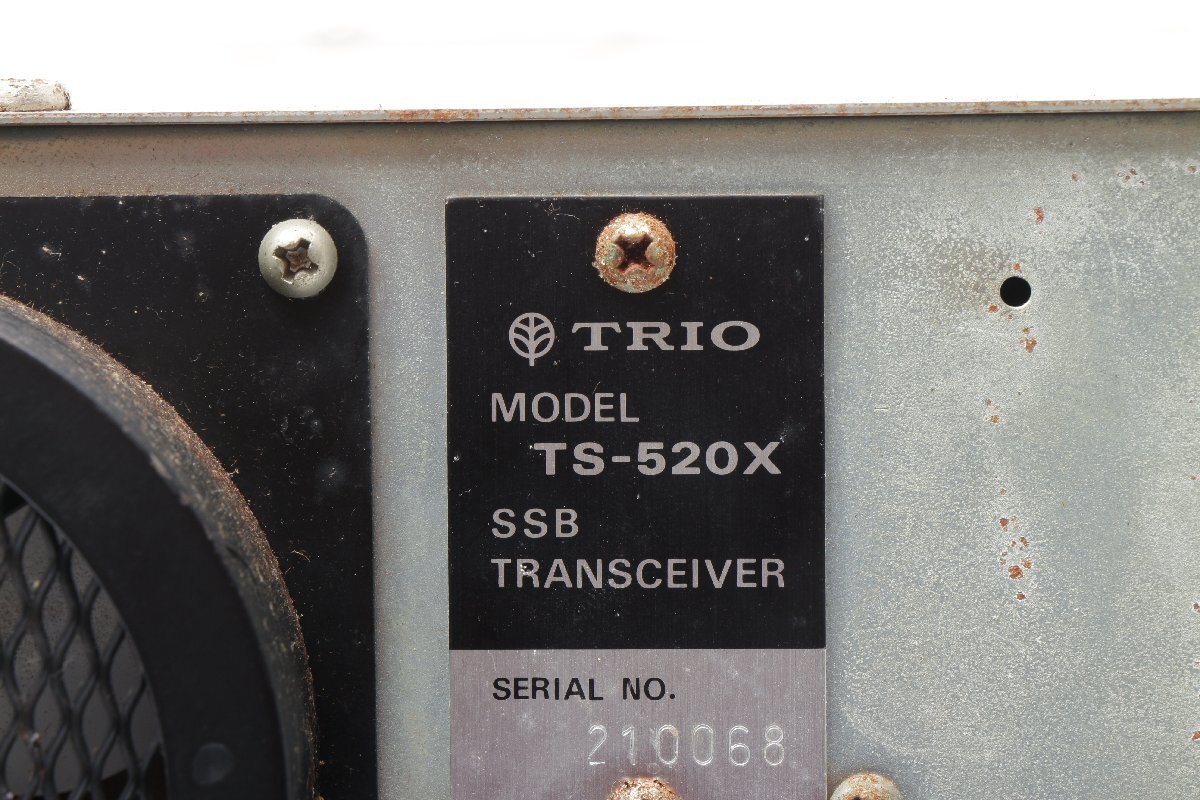 TRIO
MODEL
TS-520X
SSB
TRANSCEIVER
SERIAL NO.
210068